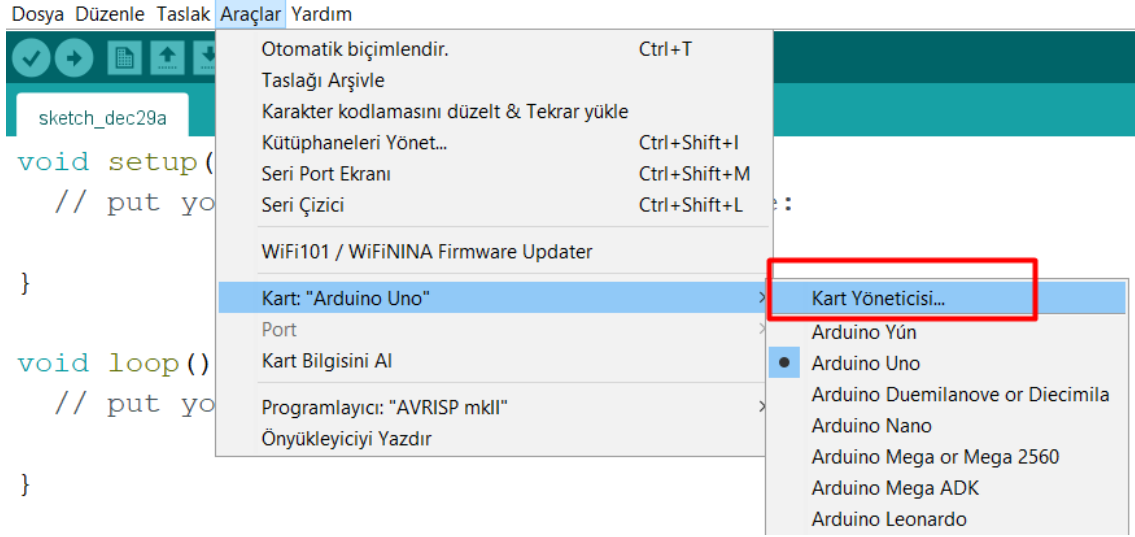 Dosya Düzenle Taslak Araçlar Yardım
Otomatik biçimlendir. Ctrl+T
Taslağı Arşivle
Karakter kodlamasını düzelt & Tekrar yükle
Kütüphaneleri Yönet... Ctrl+Shift+I
Seri Port Ekranı Ctrl+Shift+M
Seri Çizici Ctrl+Shift+L
WiFi101 / WiFiNINA Firmware Updater
Kart: "Arduino Uno"
Port
Kart Bilgisini Al
Programlayıcı: "AVRISP mkII"
Önyükleyiciyi Yazdır
Kart Yöneticisi...
Arduino Yún
Arduino Uno
Arduino Duemilanove or Diecimila
Arduino Nano
Arduino Mega or Mega 2560
Arduino Mega ADK
Arduino Leonardo
sketch_dec29a
void setup(
// put yo :
}
void loop()
// put yo
}